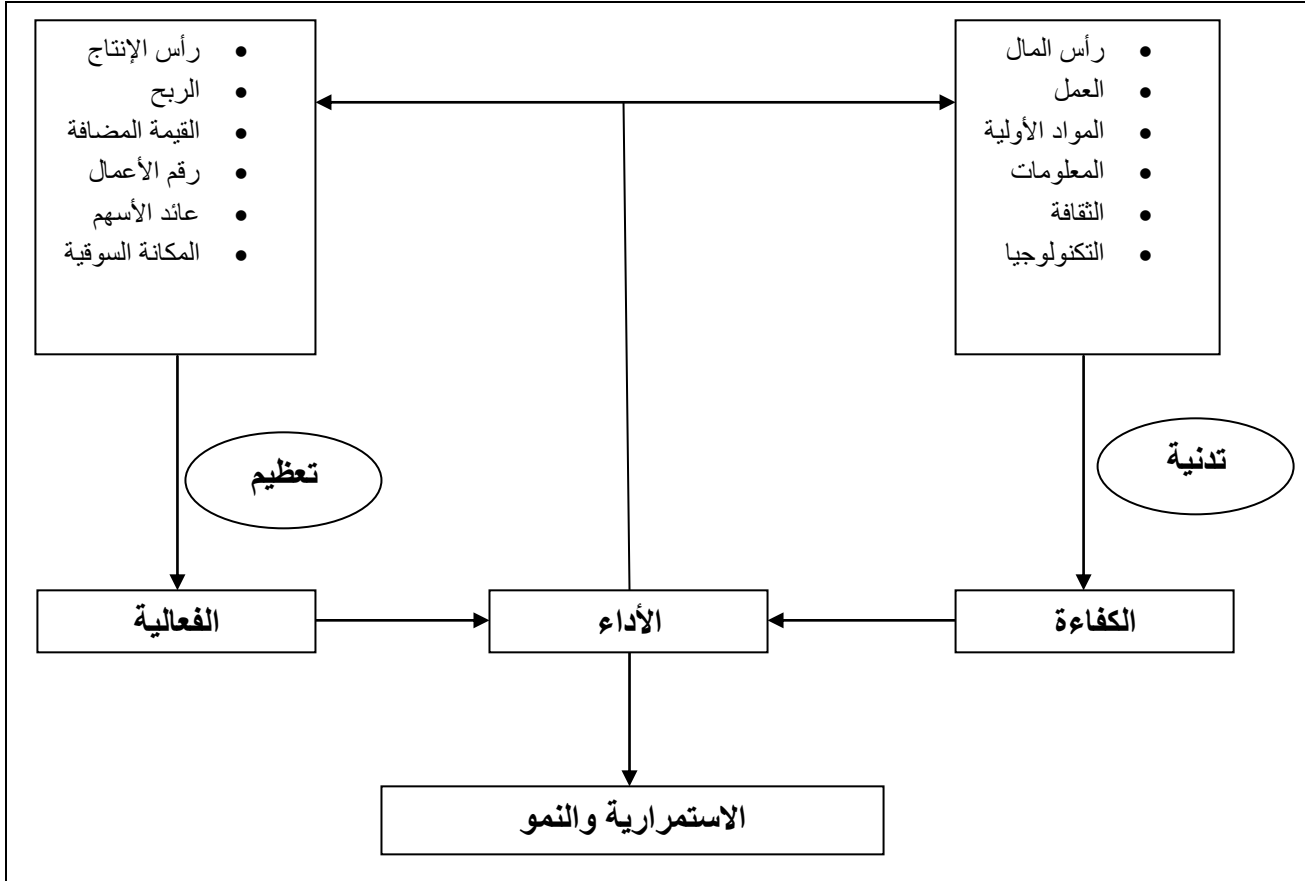 • رأس المال
• العمل
• المواد الأولية
• المعلومات
• الثقافة
• التكنولوجيا
• رأس الإنتاج
• الربح
• القيمة المضافة
• رقم الأعمال
• عائد الأسهم
• المكانة السوقية
تدنية
تعظيم
الكفاءة
الأداء
الفعالية
الاستمرارية والنمو